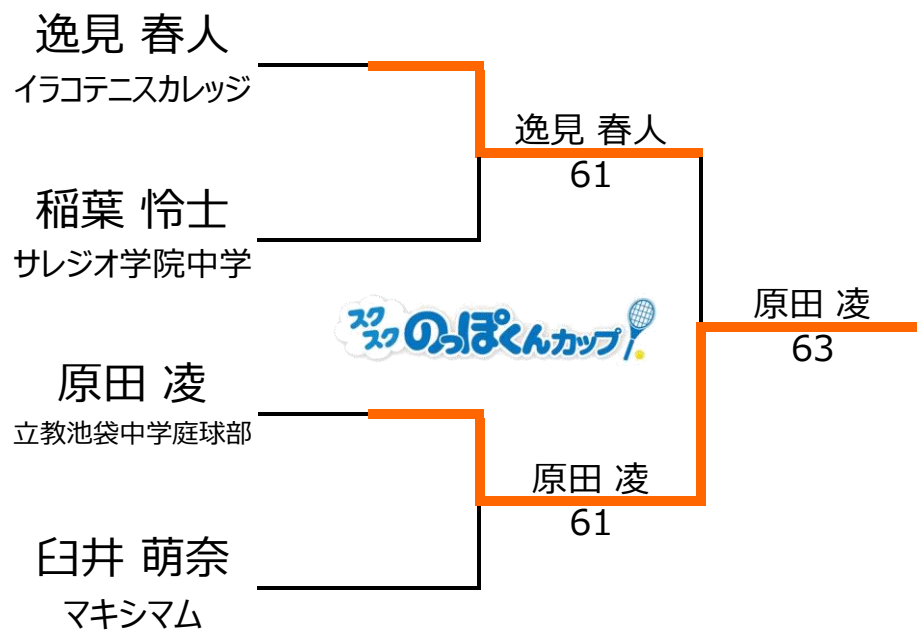 逸見 春人
イラコテニスカレッジ
逸見 春人
61
稲葉 怜士
サレジオ学院中学
スクスクのっぽくんカップ
原田 凌
63
原田 凌
立教池袋中学庭球部
原田 凌
61
臼井 萌奈
マキシマム